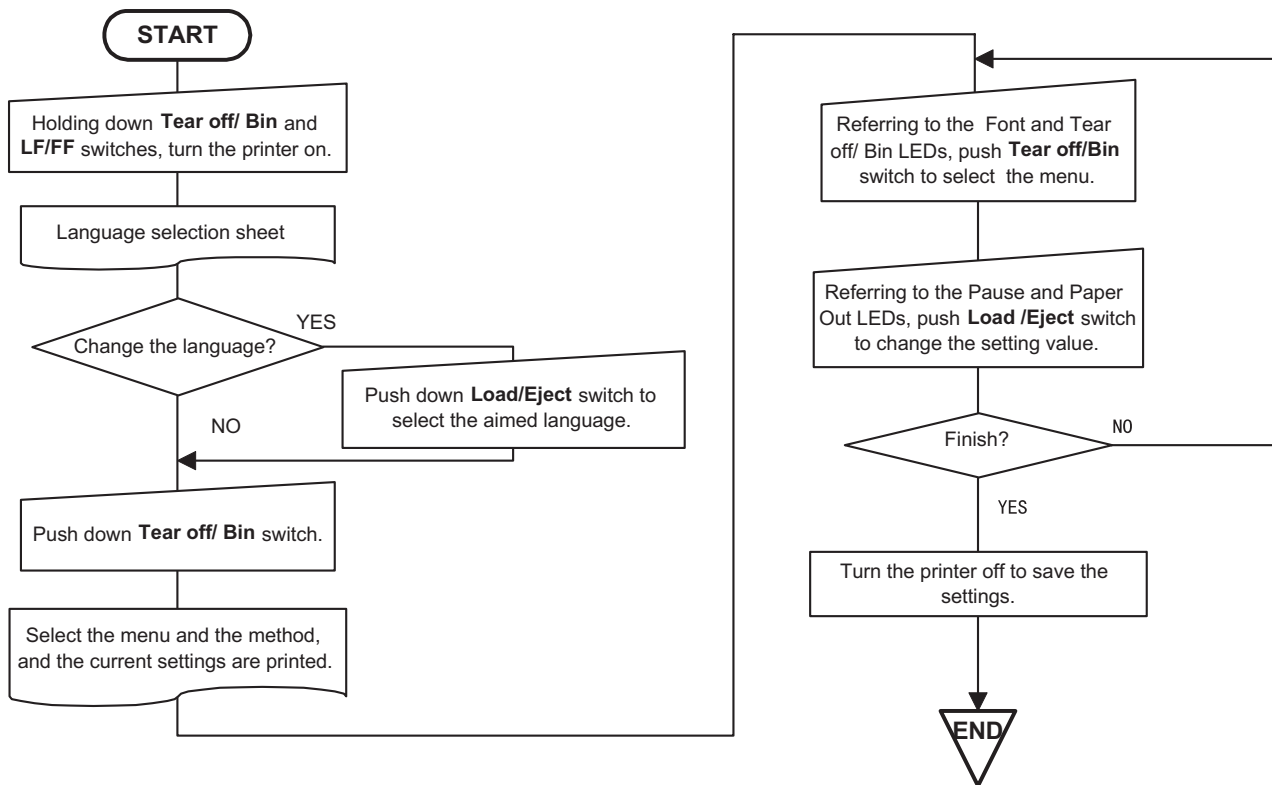 START
Holding down Tear off/ Bin and
LF/FF switches, turn the printer on.
Language selection sheet
Change the language?
YES
Push down Load/Eject switch to
select the aimed language.
NO
Push down Tear off/ Bin switch.
Select the menu and the method,
and the current settings are printed.
Referring to the Font and Tear
off/ Bin LEDs, push Tear off/Bin
switch to select the menu.
Referring to the Pause and Paper
Out LEDs, push Load /Eject switch
to change the setting value.
Finish?
NO
YES
Turn the printer off to save the
settings.
END